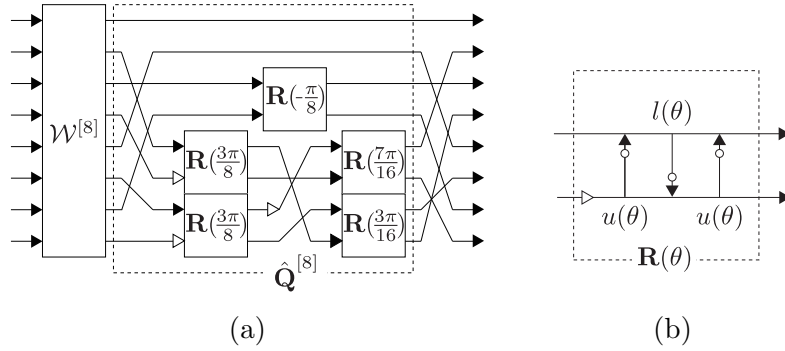 𝒲^[8]
R(-π/8)
R(3π/8)
R(7π/16)
R(3π/8)
R(3π/16)
Q̂^[8]
(a)
l(θ)
u(θ) u(θ)
R(θ)
(b)